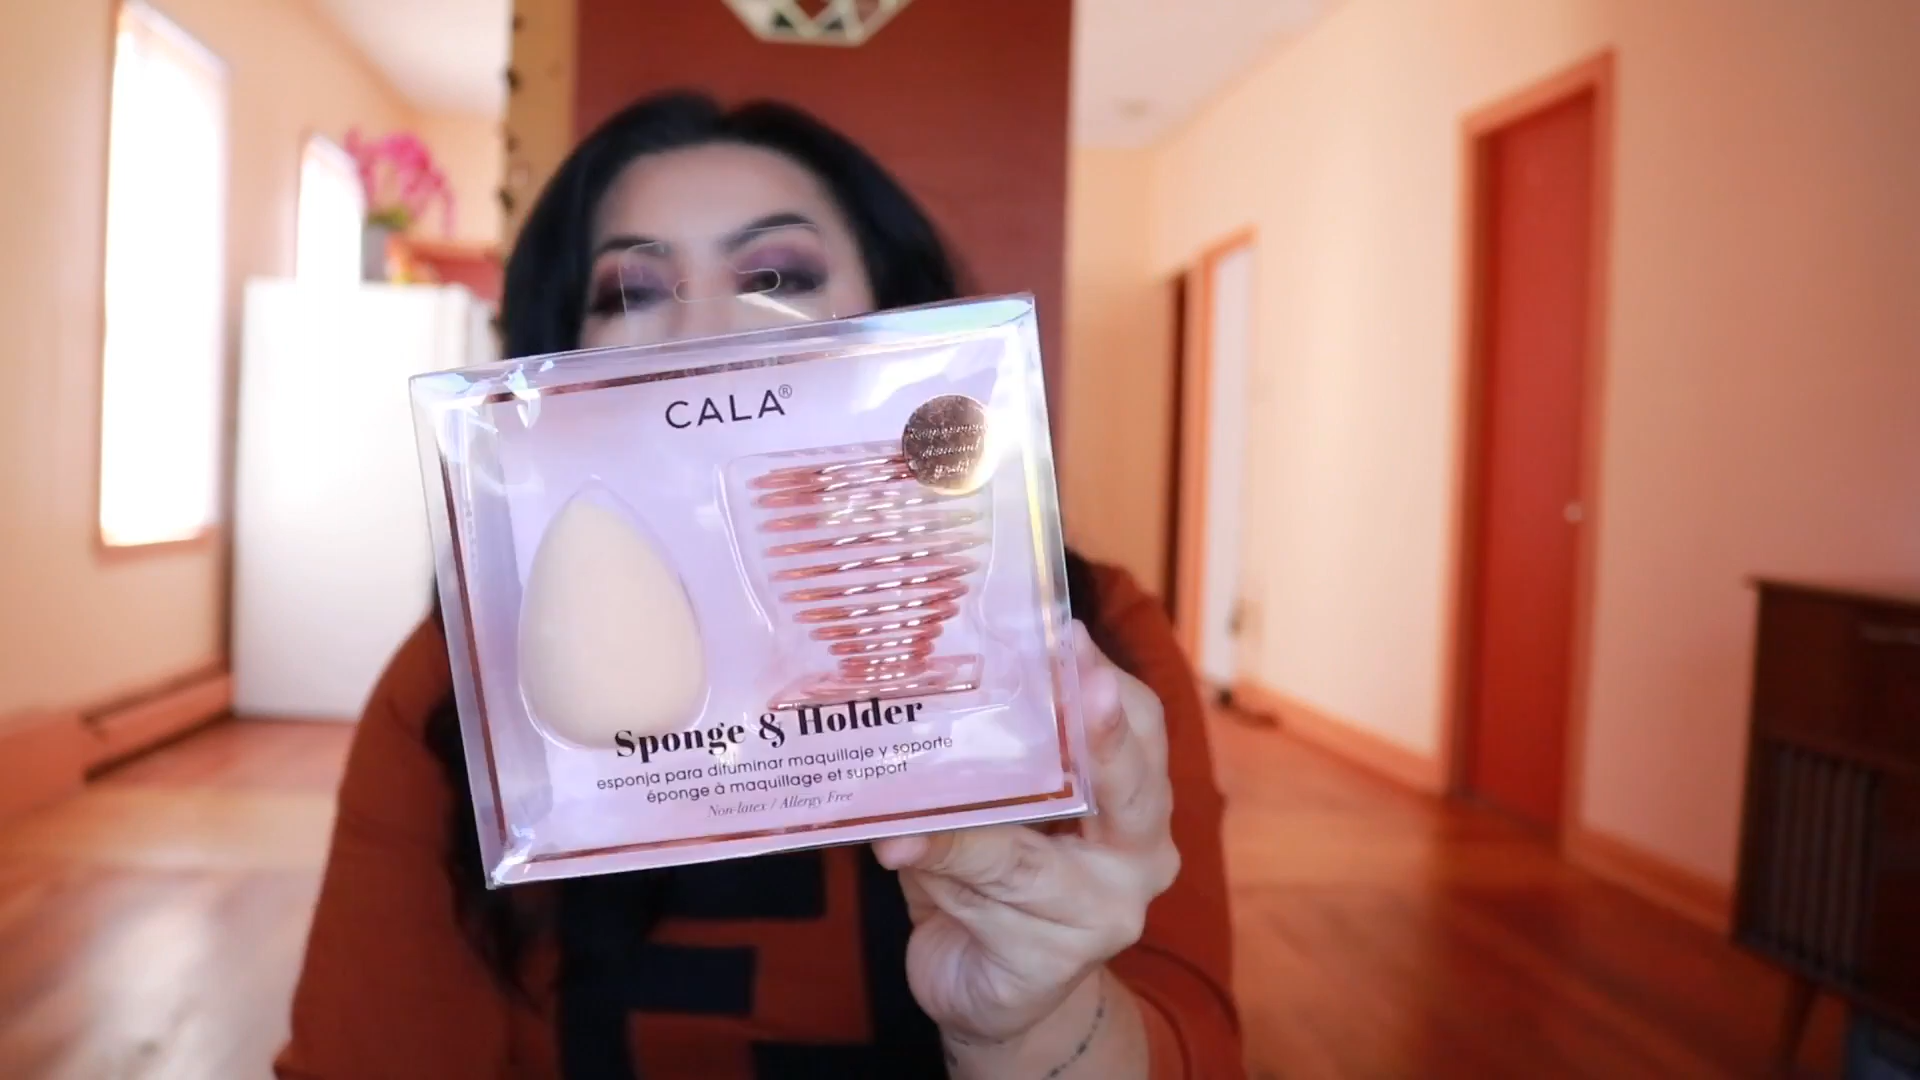 CALA®
Sponge & Holder
esponja para difuminar maquillaje y soporte
éponge à maquillage et support
Non-latex / Allergy Free